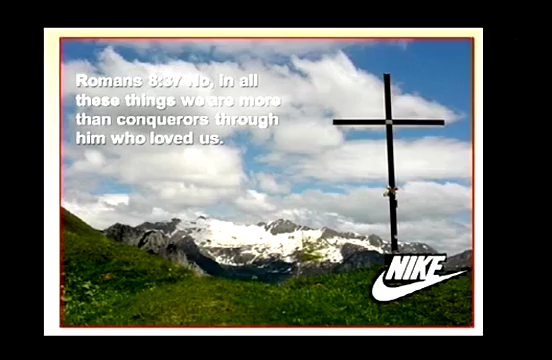 Romans 8:37 No, in all
these things we are more
than conquerors through
him who loved us.
NIKE